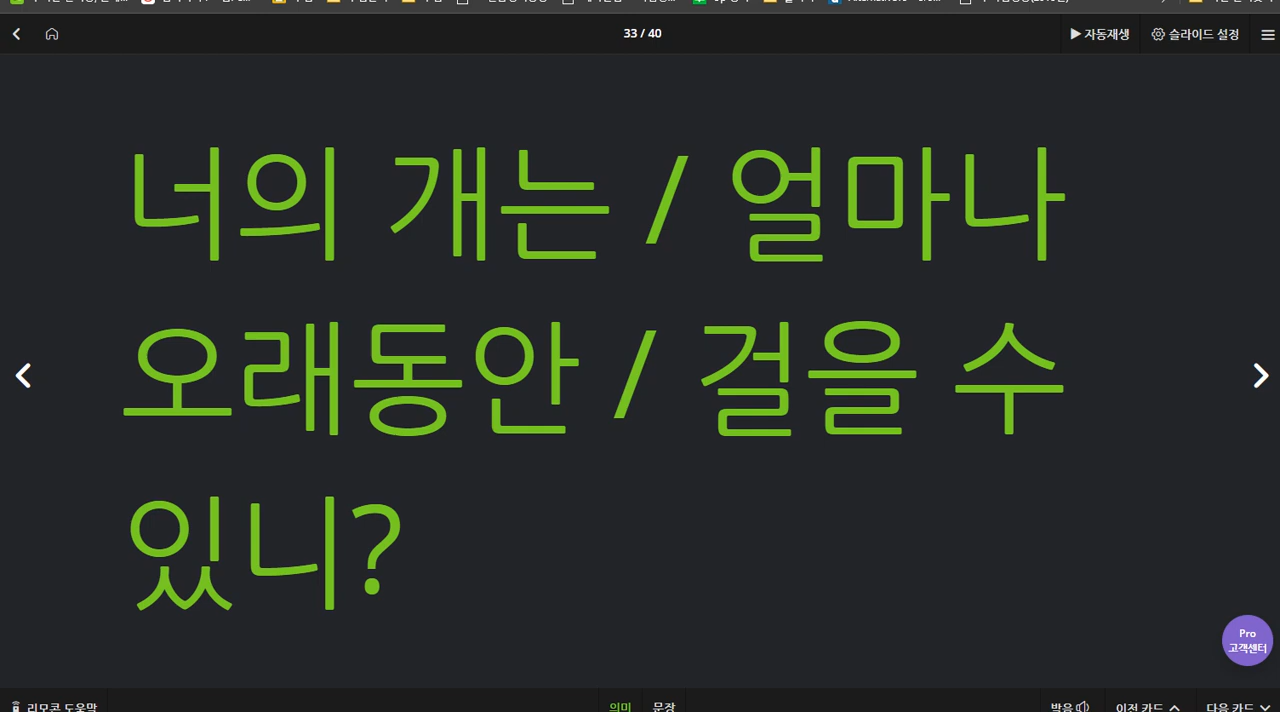 33 / 40
▶ 자동재생
슬라이드 설정
너의 개는 / 얼마나
오래동안 / 걸을 수
있니?
Pro
고객센터
리모콘 도움말
의미
문장
발음
이전 카드
다음 카드